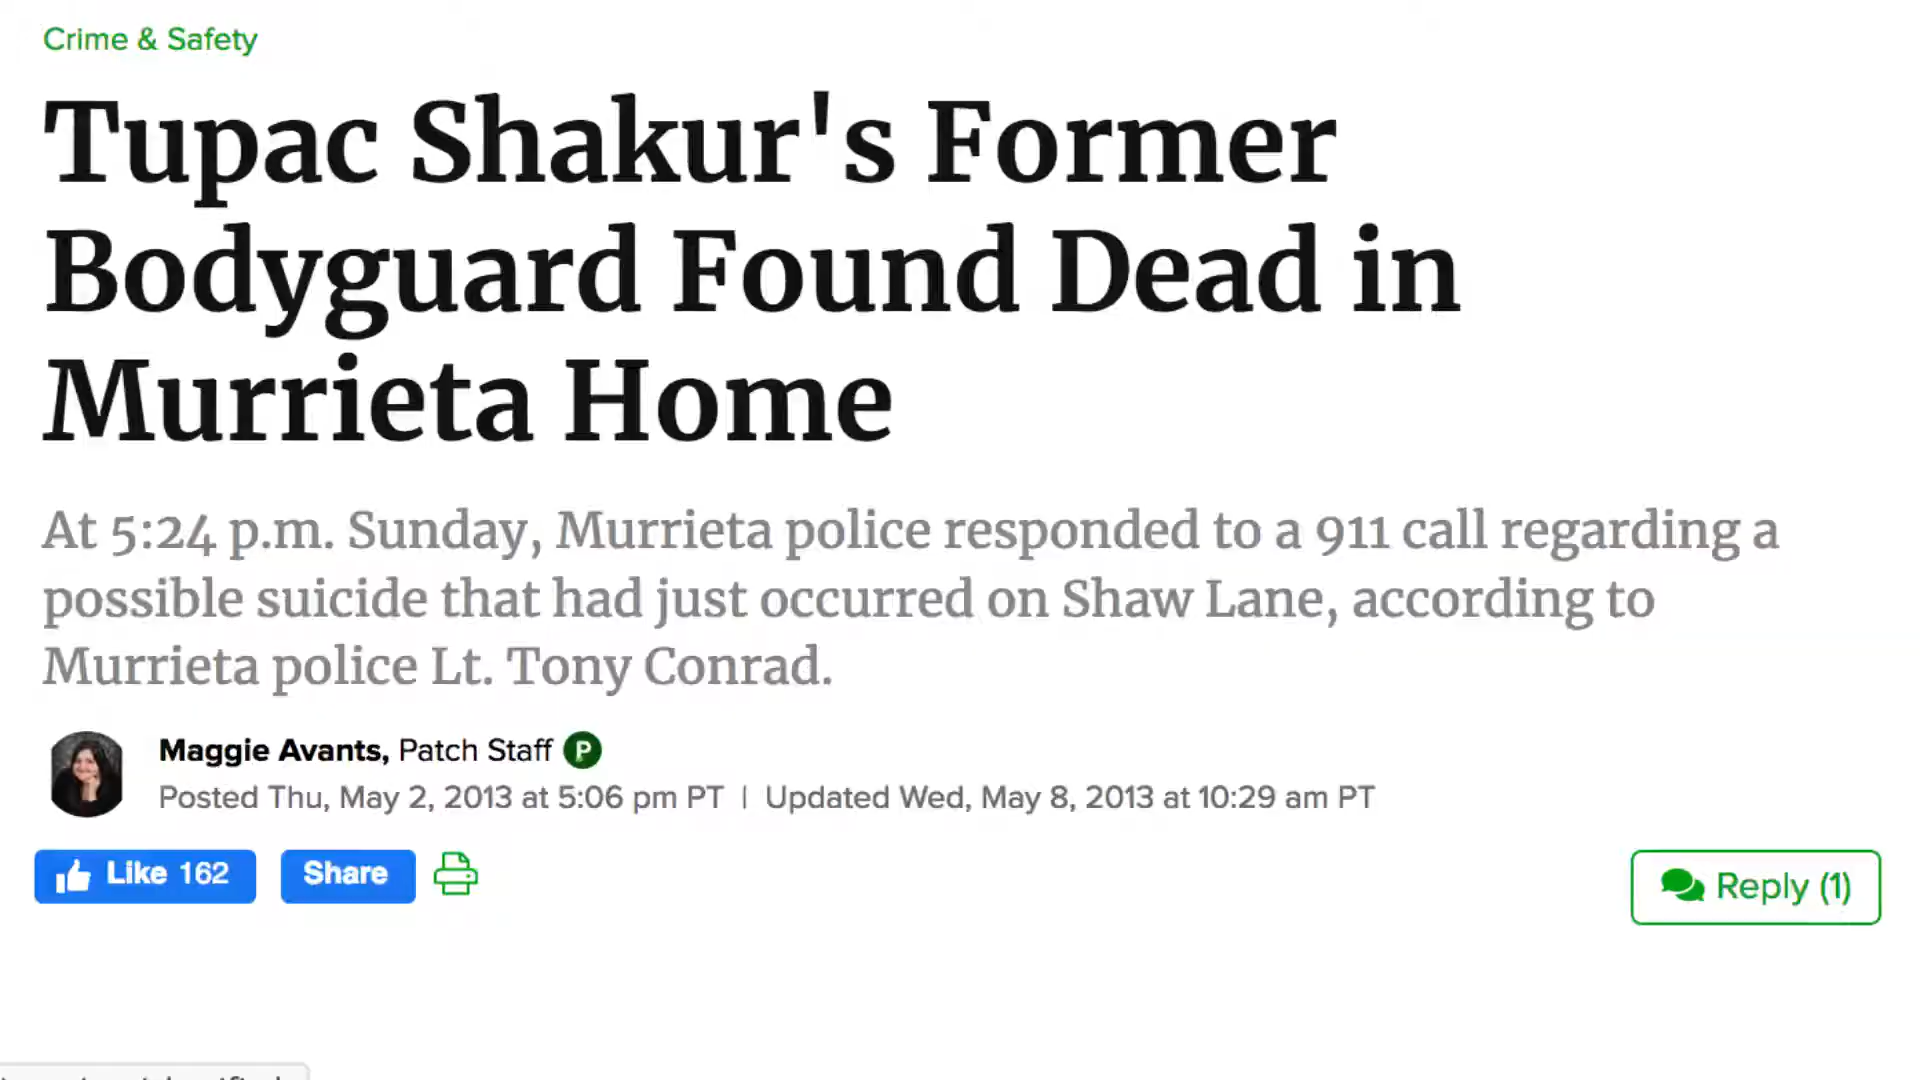 Crime & Safety
Tupac Shakur's Former
Bodyguard Found Dead in
Murrieta Home
At 5:24 p.m. Sunday, Murrieta police responded to a 911 call regarding a
possible suicide that had just occurred on Shaw Lane, according to
Murrieta police Lt. Tony Conrad.
Maggie Avants, Patch Staff P
Posted Thu, May 2, 2013 at 5:06 pm PT | Updated Wed, May 8, 2013 at 10:29 am PT
Like 162 Share Reply (1)